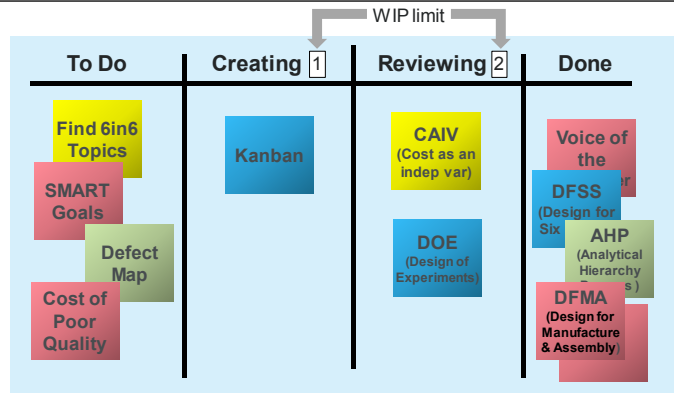 WIP limit
To Do
Creating 1
Reviewing 2
Done
Find 6in6
Topics
SMART
Goals
Defect
Map
Cost of
Poor
Quality
Kanban
CAIV
(Cost as an
indep var)
DOE
(Design of
Experiments)
Voice of
the
DFSS
(Design for
Six
AHP
(Analytical
Hierarchy
DFMA
(Design for
Manufacture
& Assembly)